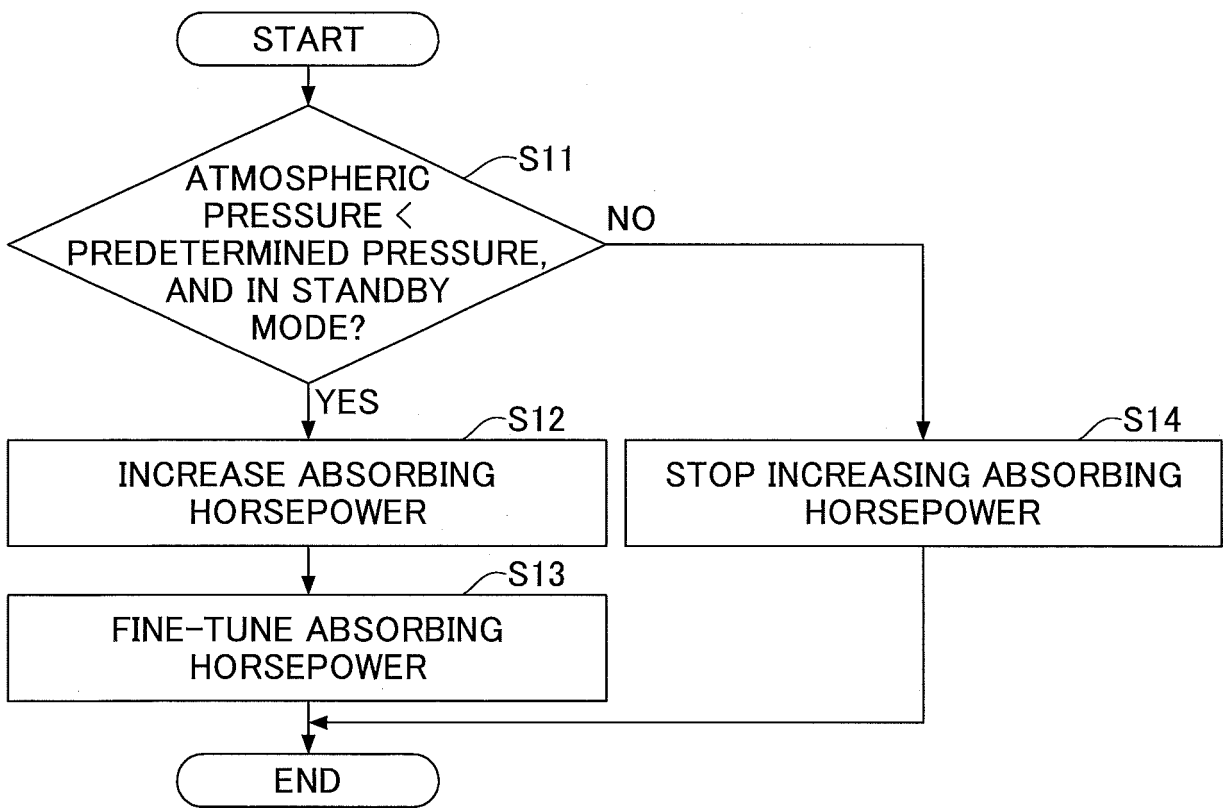 START
S11
ATMOSPHERIC
PRESSURE <
PREDETERMINED PRESSURE,
AND IN STANDBY
MODE?
NO
YES
S12
INCREASE ABSORBING
HORSEPOWER
S14
STOP INCREASING ABSORBING
HORSEPOWER
S13
FINE-TUNE ABSORBING
HORSEPOWER
END